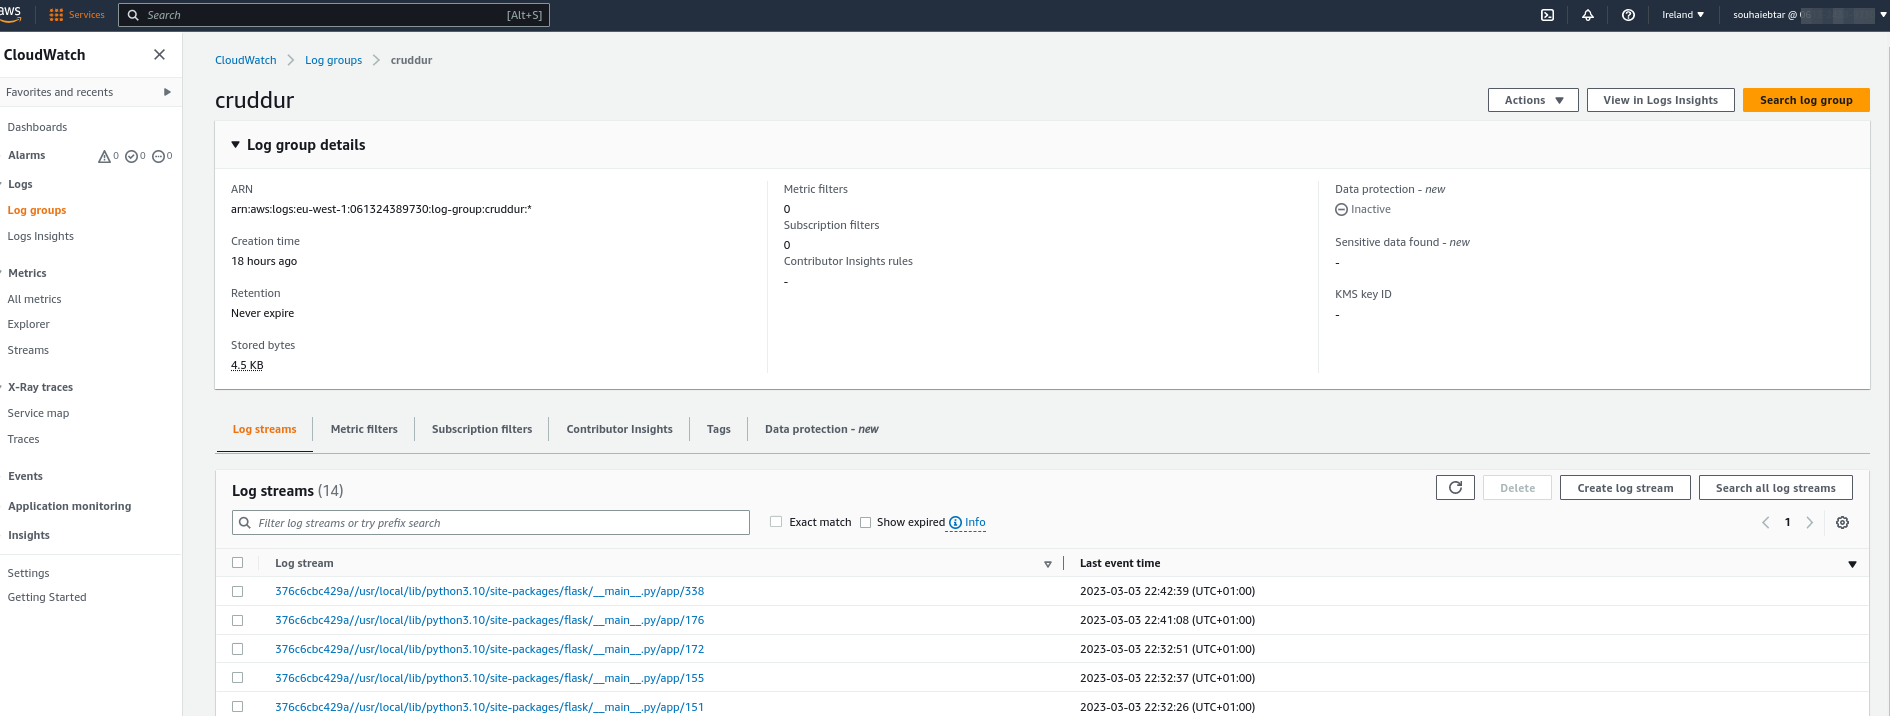 aws Services Search [Alt+S] Ireland ▼ souhaiebtar @
CloudWatch
Favorites and recents
Dashboards
Alarms 0 0 0
Logs
Log groups
Logs Insights
Metrics
All metrics
Explorer
Streams
X-Ray traces
Service map
Traces
Events
Application monitoring
Insights
Settings
Getting Started
CloudWatch > Log groups > cruddur
cruddur
Actions ▼ View in Logs Insights Search log group
▼ Log group details
ARN
arn:aws:logs:eu-west-1:061324389730:log-group:cruddur:*
Creation time
18 hours ago
Retention
Never expire
Stored bytes
4.5 KB
Metric filters
0
Subscription filters
0
Contributor Insights rules
-
Data protection - new
Inactive
Sensitive data found - new
-
KMS key ID
-
Log streams Metric filters Subscription filters Contributor Insights Tags Data protection - new
Log streams (14) Delete Create log stream Search all log streams
Filter log streams or try prefix search Exact match Show expired Info < 1 >
Log stream Last event time
376c6cbc429a//usr/local/lib/python3.10/site-packages/flask/__main__.py/app/338 2023-03-03 22:42:39 (UTC+01:00)
376c6cbc429a//usr/local/lib/python3.10/site-packages/flask/__main__.py/app/176 2023-03-03 22:41:08 (UTC+01:00)
376c6cbc429a//usr/local/lib/python3.10/site-packages/flask/__main__.py/app/172 2023-03-03 22:32:51 (UTC+01:00)
376c6cbc429a//usr/local/lib/python3.10/site-packages/flask/__main__.py/app/155 2023-03-03 22:32:37 (UTC+01:00)
376c6cbc429a//usr/local/lib/python3.10/site-packages/flask/__main__.py/app/151 2023-03-03 22:32:26 (UTC+01:00)